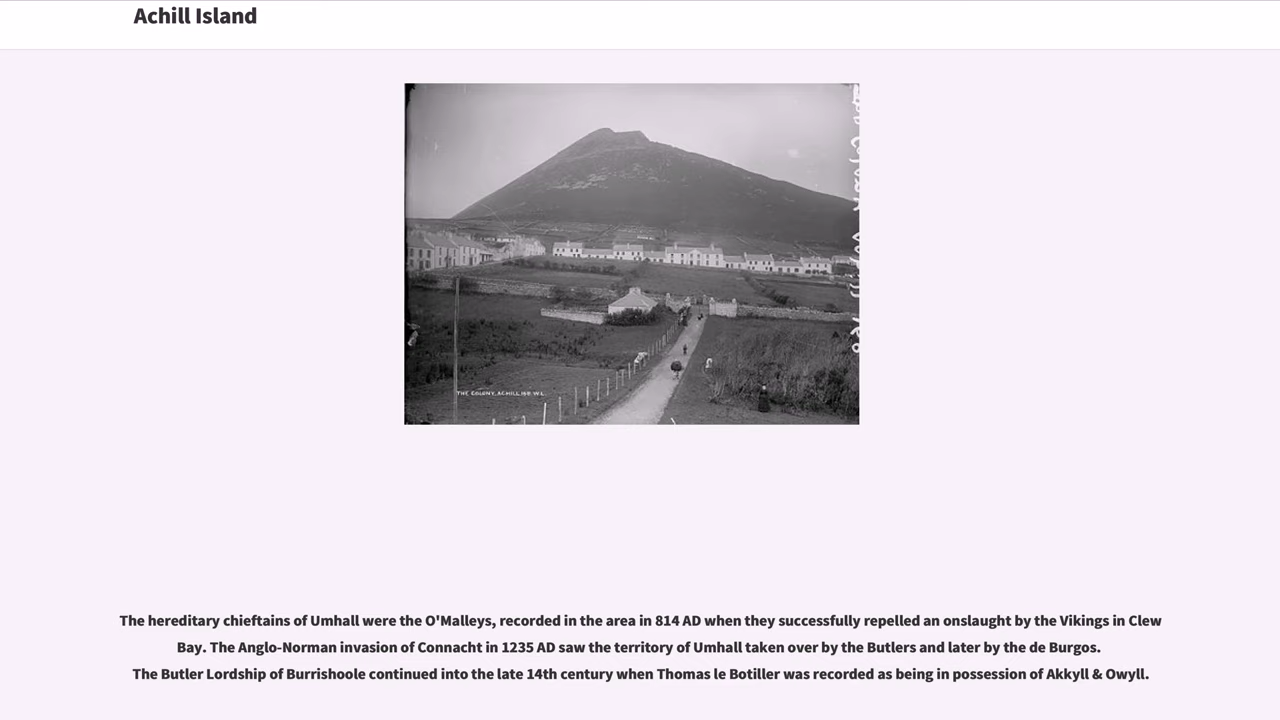 Achill Island
THE COLONY, ACHILL ISD. W.L.
The hereditary chieftains of Umhall were the O'Malleys, recorded in the area in 814 AD when they successfully repelled an onslaught by the Vikings in Clew
Bay. The Anglo-Norman invasion of Connacht in 1235 AD saw the territory of Umhall taken over by the Butlers and later by the de Burgos.
The Butler Lordship of Burrishoole continued into the late 14th century when Thomas le Botiller was recorded as being in possession of Akkyll & Owyll.